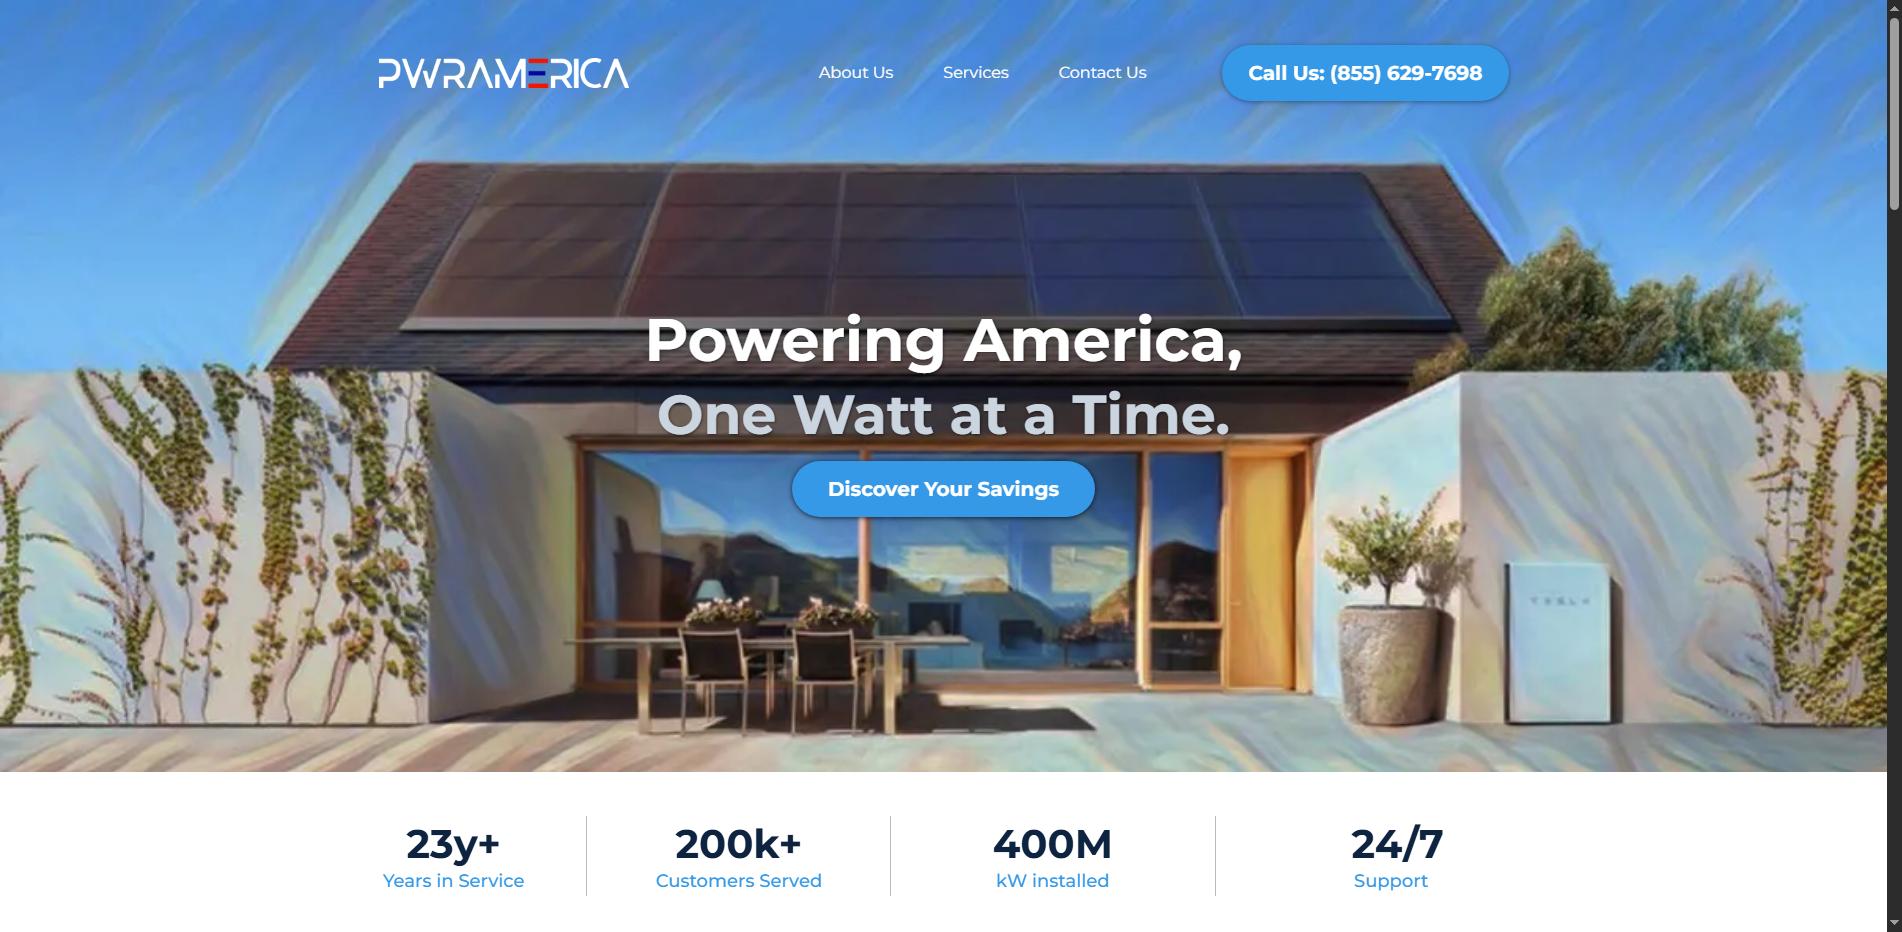 PWRAMERICA
About Us
Services
Contact Us
Call Us: (855) 629-7698
Powering America,
One Watt at a Time.
Discover Your Savings
TESLA
23y+
Years in Service
200k+
Customers Served
400M
kW installed
24/7
Support